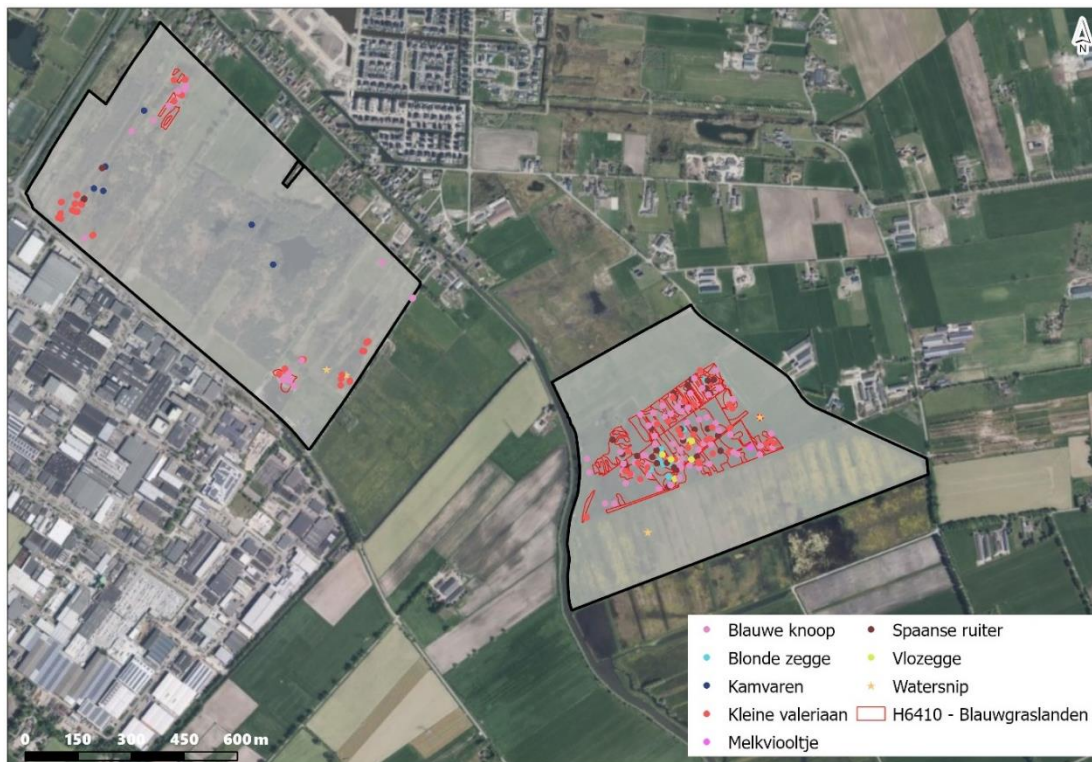 N
Blauwe knoop
Spaanse ruiter
Blonde zegge
Vlozegge
Kamvaren
Watersnip
Kleine valeriaan
H6410 - Blauwgraslanden
Melkviooltje
0 150 300 450 600 m